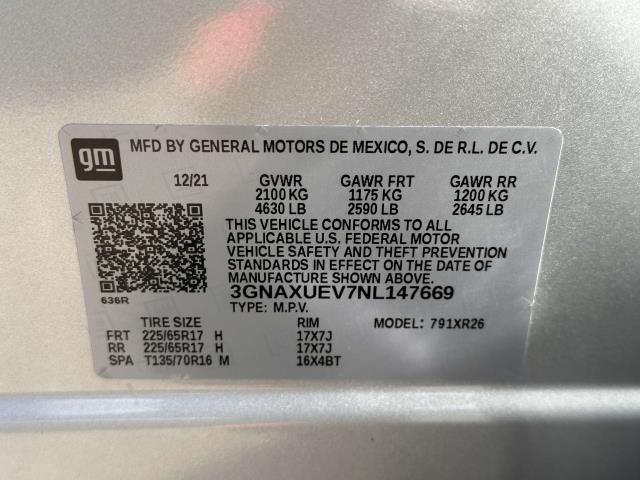 gm MFD BY GENERAL MOTORS DE MEXICO, S. DE R.L. DE C.V.
12/21 GVWR GAWR FRT GAWR RR
2100 KG 1175 KG 1200 KG
4630 LB 2590 LB 2645 LB
THIS VEHICLE CONFORMS TO ALL
APPLICABLE U.S. FEDERAL MOTOR
VEHICLE SAFETY AND THEFT PREVENTION
STANDARDS IN EFFECT ON THE DATE OF
MANUFACTURE SHOWN ABOVE.
636R 3GNAXUEV7NL147669
TYPE: M.P.V.
TIRE SIZE RIM MODEL: 791XR26
FRT 225/65R17 H 17X7J
RR 225/65R17 H 17X7J
SPA T135/70R16 M 16X4BT